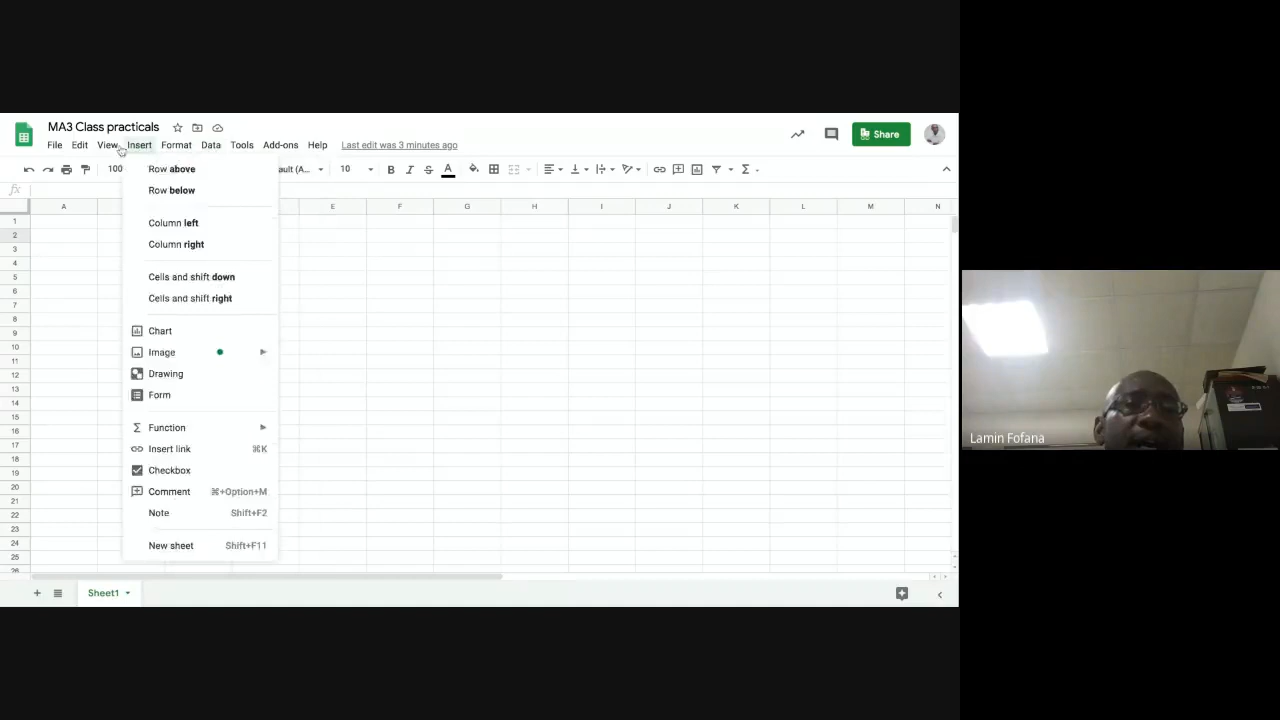 MA3 Class practicals
File Edit View Insert Format Data Tools Add-ons Help Last edit was 3 minutes ago
Share
100 ault (A... 10 B I S A Σ
fx
A E F G H I J K L M N
1
2
3
4
5
6
7
8
9
10
11
12
13
14
15
16
17
18
19
20
21
22
23
24
25
26
Row above
Row below
Column left
Column right
Cells and shift down
Cells and shift right
Chart
Image
Drawing
Form
Σ Function
Insert link ⌘K
Checkbox
Comment ⌘+Option+M
Note Shift+F2
New sheet Shift+F11
+ Sheet1
Lamin Fofana